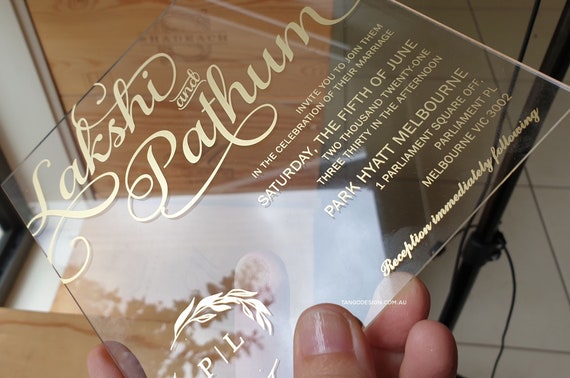 Lakshi
and
Pathum
INVITE YOU TO JOIN THEM
IN THE CELEBRATION OF THEIR MARRIAGE
SATURDAY, THE FIFTH OF JUNE
TWO THOUSAND TWENTY-ONE
THREE THIRTY IN THE AFTERNOON
PARK HYATT MELBOURNE
1 PARLIAMENT SQUARE OFF,
PARLIAMENT PL
MELBOURNE VIC 3002
Reception immediately following
P|L
TANGODESIGN.COM.AU